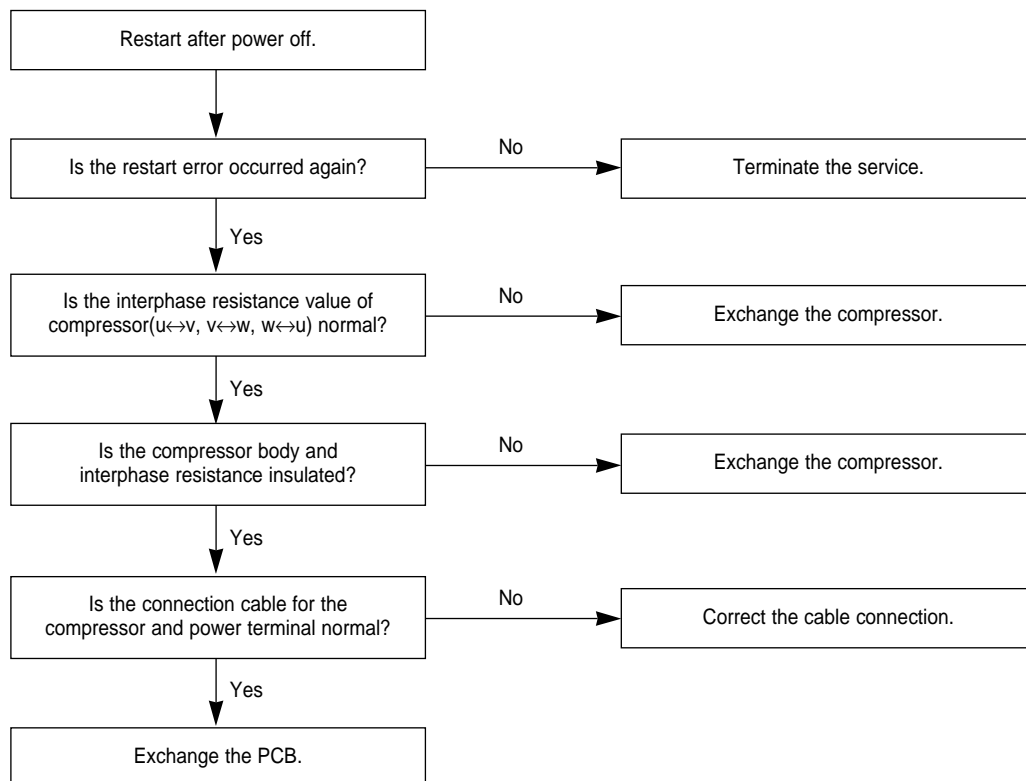 Restart after power off.
Is the restart error occurred again?
No
Terminate the service.
Yes
Is the interphase resistance value of
compressor(u↔v, v↔w, w↔u) normal?
No
Exchange the compressor.
Yes
Is the compressor body and
interphase resistance insulated?
No
Exchange the compressor.
Yes
Is the connection cable for the
compressor and power terminal normal?
No
Correct the cable connection.
Yes
Exchange the PCB.